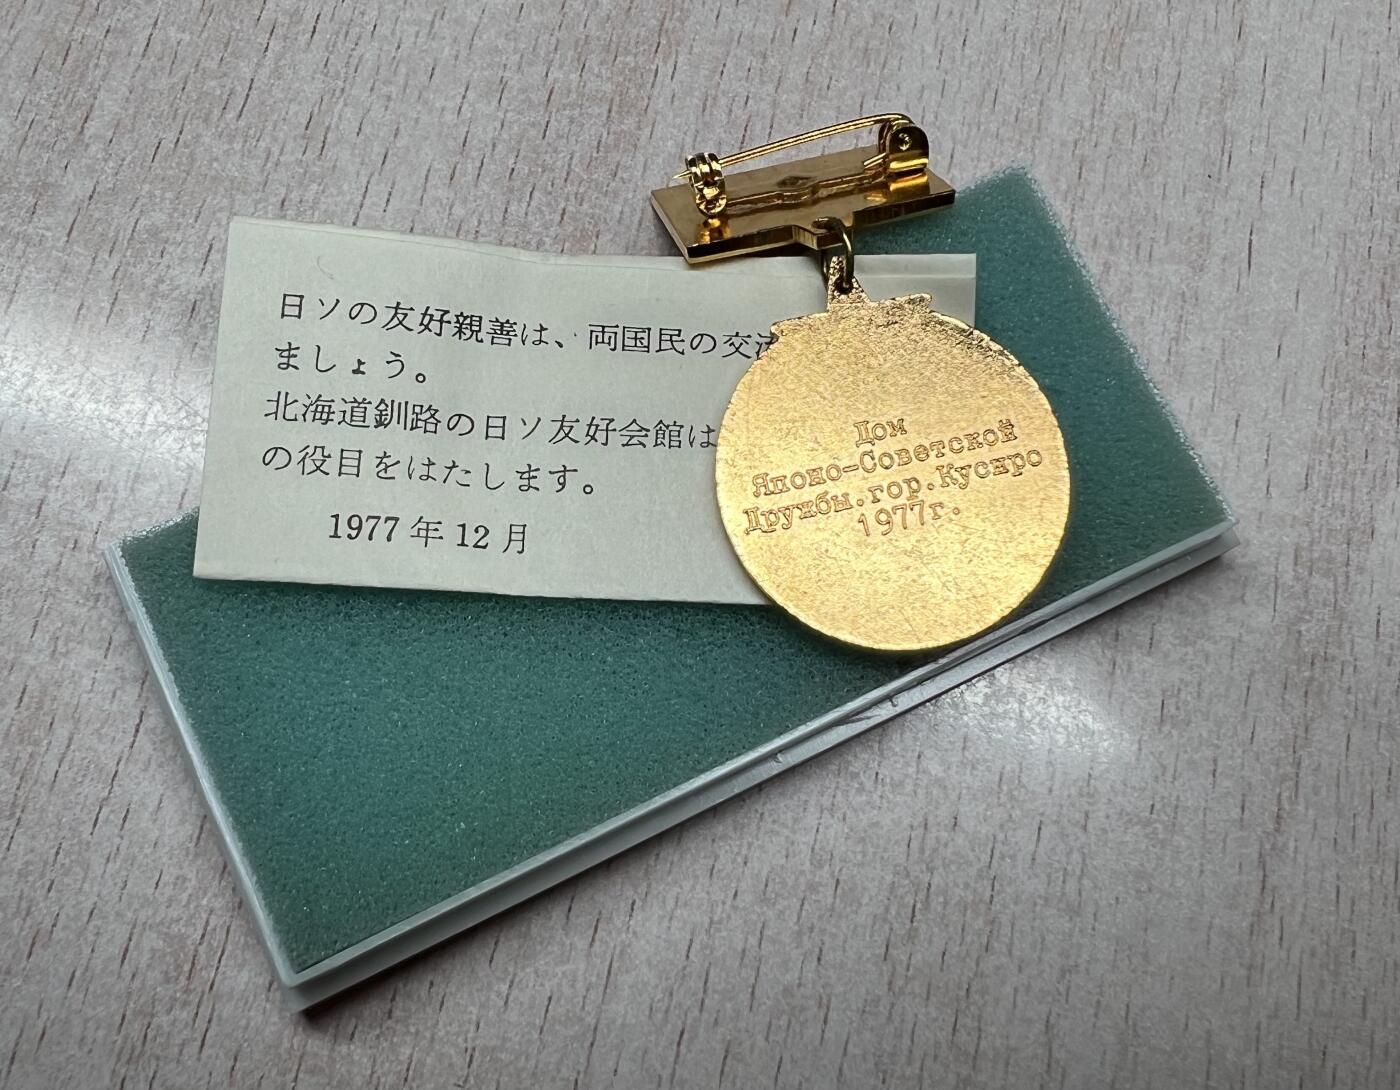 日ソの友好親善は、両国民の交
ましょう。
北海道釧路の日ソ友好会館は
の役目をはたします。
1977年12月
Дом
Японо-Советской
Дружбы.гор.Кусиро
1977г.